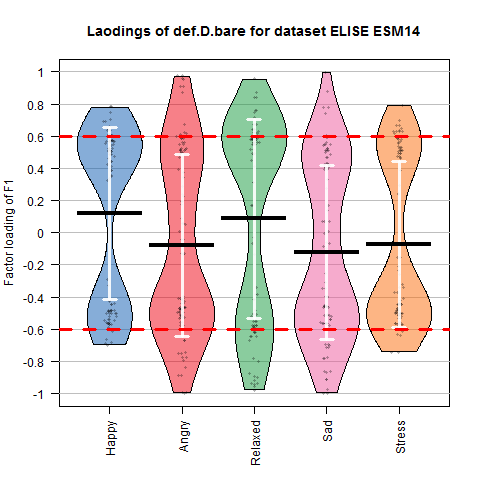 Laodings of def.D.bare for dataset ELISE ESM14
Factor loading of F1
1
0.8
0.6
0.4
0.2
0
-0.2
-0.4
-0.6
-0.8
-1
Happy
Angry
Relaxed
Sad
Stress